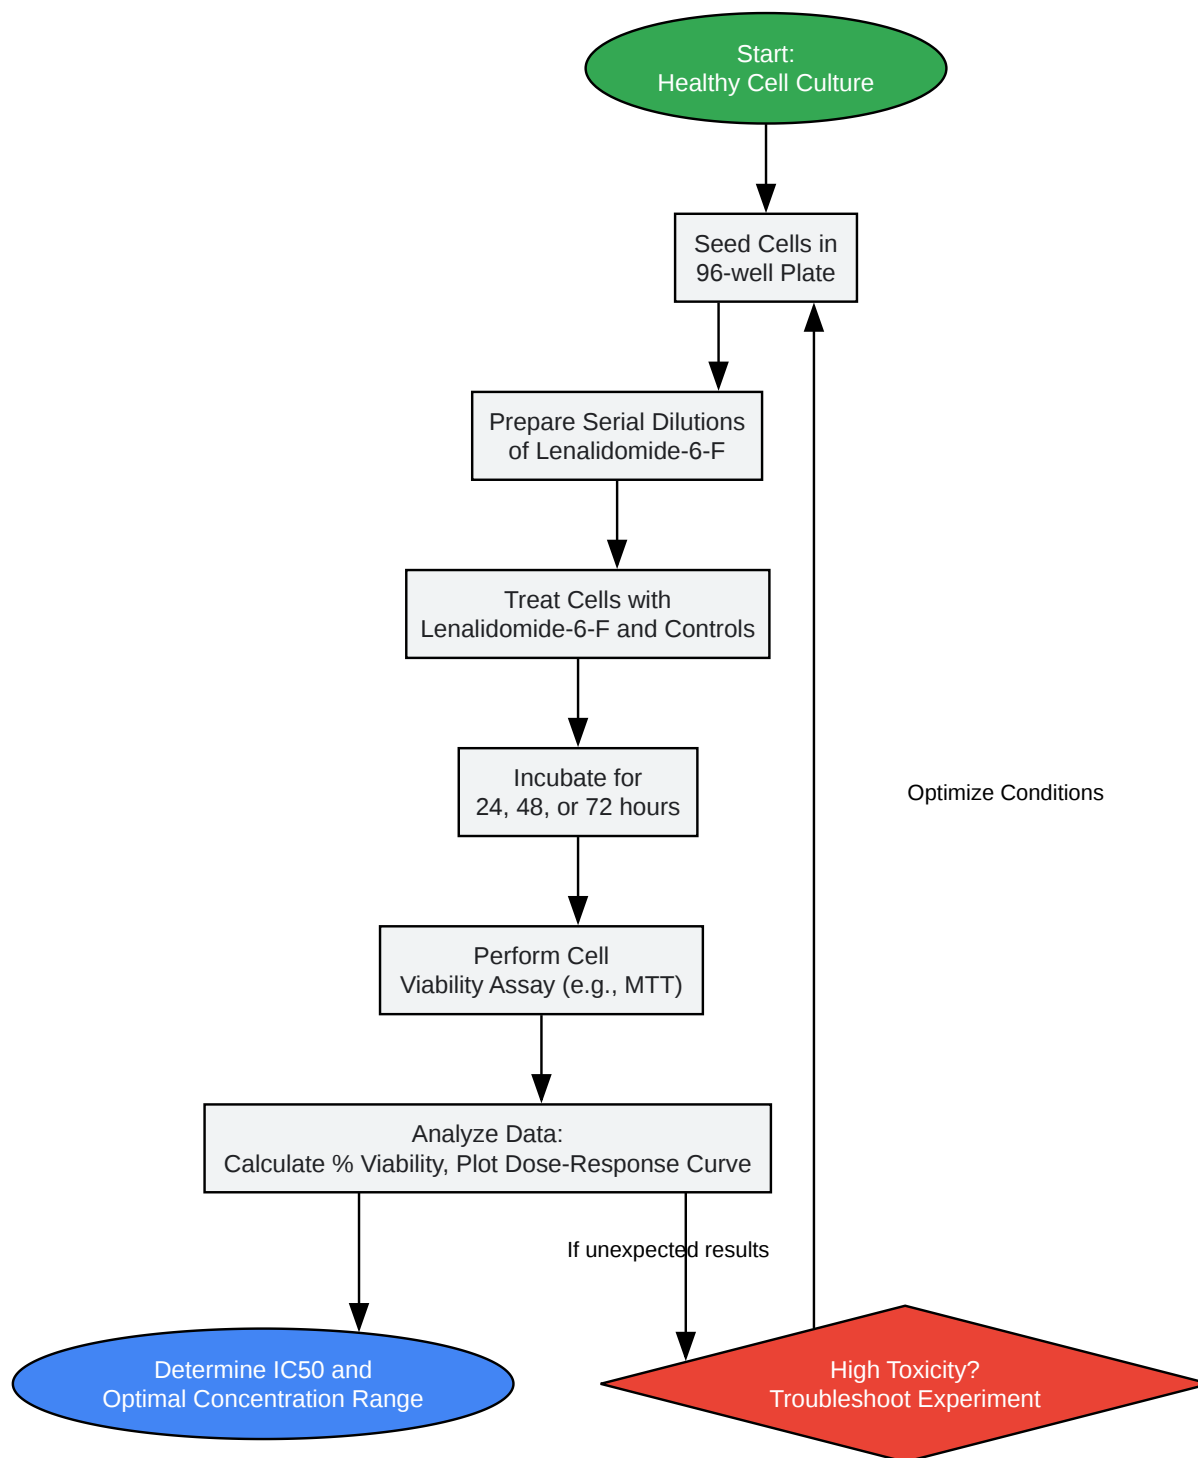 Start:
Healthy Cell Culture
Seed Cells in
96-well Plate
Prepare Serial Dilutions
of Lenalidomide-6-F
Treat Cells with
Lenalidomide-6-F and Controls
Incubate for
24, 48, or 72 hours
Optimize Conditions
Perform Cell
Viability Assay (e.g., MTT)
Analyze Data:
Calculate % Viability, Plot Dose-Response Curve
If unexpected results
Determine IC50 and
Optimal Concentration Range
High Toxicity?
Troubleshoot Experiment